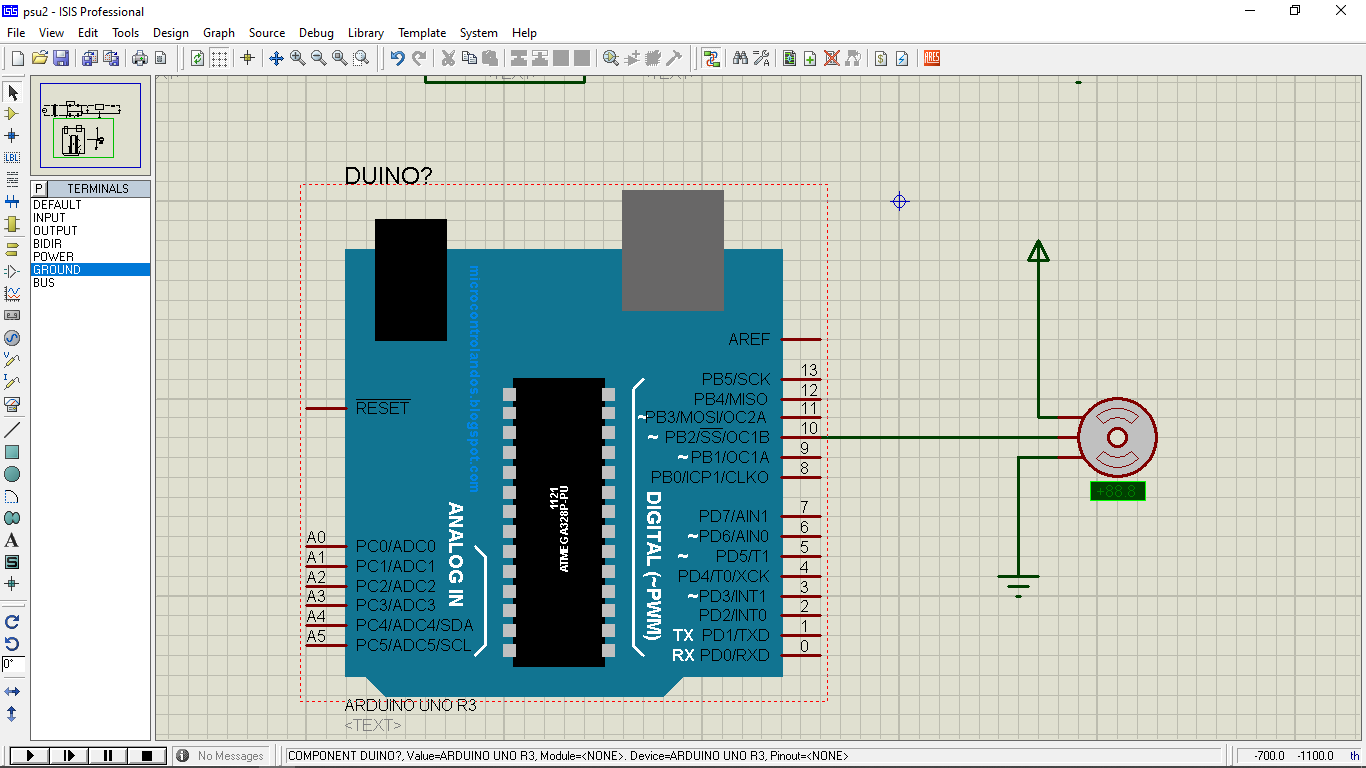 psu2 - ISIS Professional
File View Edit Tools Design Graph Source Debug Library Template System Help
LBL
ARES
P TERMINALS
DEFAULT
INPUT
OUTPUT
BIDIR
POWER
GROUND
BUS
A
S
0°
<TEXT>
<TEXT>
DUINO?
microcontrolandos.blogspot.com
AREF
RESET
PB5/SCK 13
PB4/MISO 12
~PB3/MOSI/OC2A 11
~ PB2/SS/OC1B 10
~ PB1/OC1A 9
PB0/ICP1/CLKO 8
1121
ATMEGA328P-PU
DIGITAL (~PWM)
ANALOG IN
PD7/AIN1 7
~PD6/AIN0 6
~ PD5/T1 5
PD4/T0/XCK 4
~PD3/INT1 3
PD2/INT0 2
TX PD1/TXD 1
RX PD0/RXD 0
A0 PC0/ADC0
A1 PC1/ADC1
A2 PC2/ADC2
A3 PC3/ADC3
A4 PC4/ADC4/SDA
A5 PC5/ADC5/SCL
+88.8
ARDUINO UNO R3
<TEXT>
No Messages
COMPONENT DUINO?, Value=ARDUINO UNO R3, Module=<NONE>. Device=ARDUINO UNO R3, Pinout=<NONE>
-700.0 -1100.0 th